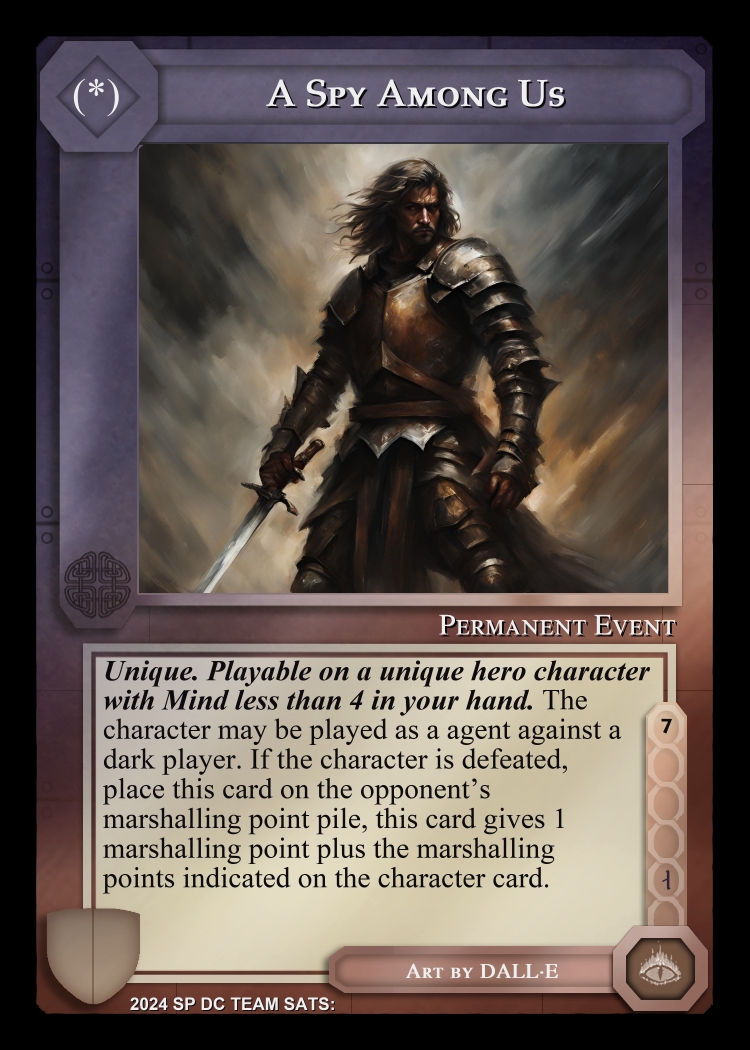 (*)
A Spy Among Us
Permanent Event
Unique. Playable on a unique hero character
with Mind less than 4 in your hand. The
character may be played as a agent against a
dark player. If the character is defeated,
place this card on the opponent's
marshalling point pile, this card gives 1
marshalling point plus the marshalling
points indicated on the character card.
7
Art by DALL·E
2024 SP DC TEAM SATS: